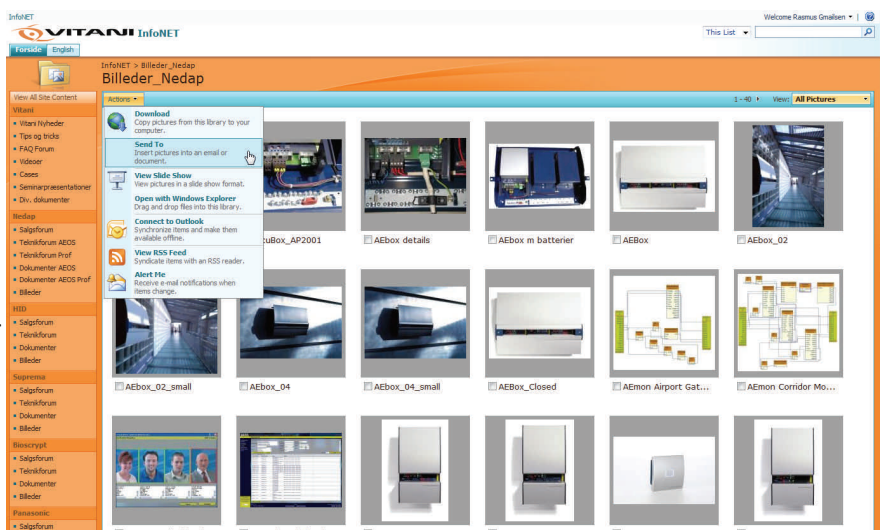 InfoNET
Welcome Rasmus Gmailsen
VITANI InfoNET
This List
Forside English
InfoNET > Billeder_Nedap
Billeder_Nedap
View All Site Content
Actions
1 - 40
View: All Pictures
Vitani
Vitani Nyheder
Tips og tricks
FAQ Forum
Videoer
Cases
Seminarpræsentationer
Div. dokumenter
Nedap
Salgsforum
Teknikforum AEOS
Teknikforum Prof
Dokumenter AEOS
Dokumenter AEOS Prof
Billeder
HID
Salgsforum
Teknikforum
Dokumenter
Billeder
Suprema
Salgsforum
Teknikforum
Dokumenter
Billeder
Bioscrypt
Salgsforum
Teknikforum
Dokumenter
Billeder
Panasonic
Salgsforum
Download
Copy pictures from this library to your
computer.
Send To
Insert pictures into an email or
document.
View Slide Show
View pictures in a slide show format.
Open with Windows Explorer
Drag and drop files into this library.
Connect to Outlook
Synchronize items and make them
available offline.
View RSS Feed
Syndicate items with an RSS reader.
Alert Me
Receive e-mail notifications when
items change.
cuBox_AP2001
AEbox details
AEbox m batterier
AEBox
AEbox_02
AEbox_02_small
AEbox_04
AEbox_04_small
AEBox_Closed
AEmon Airport Gat...
AEmon Corridor Mo...